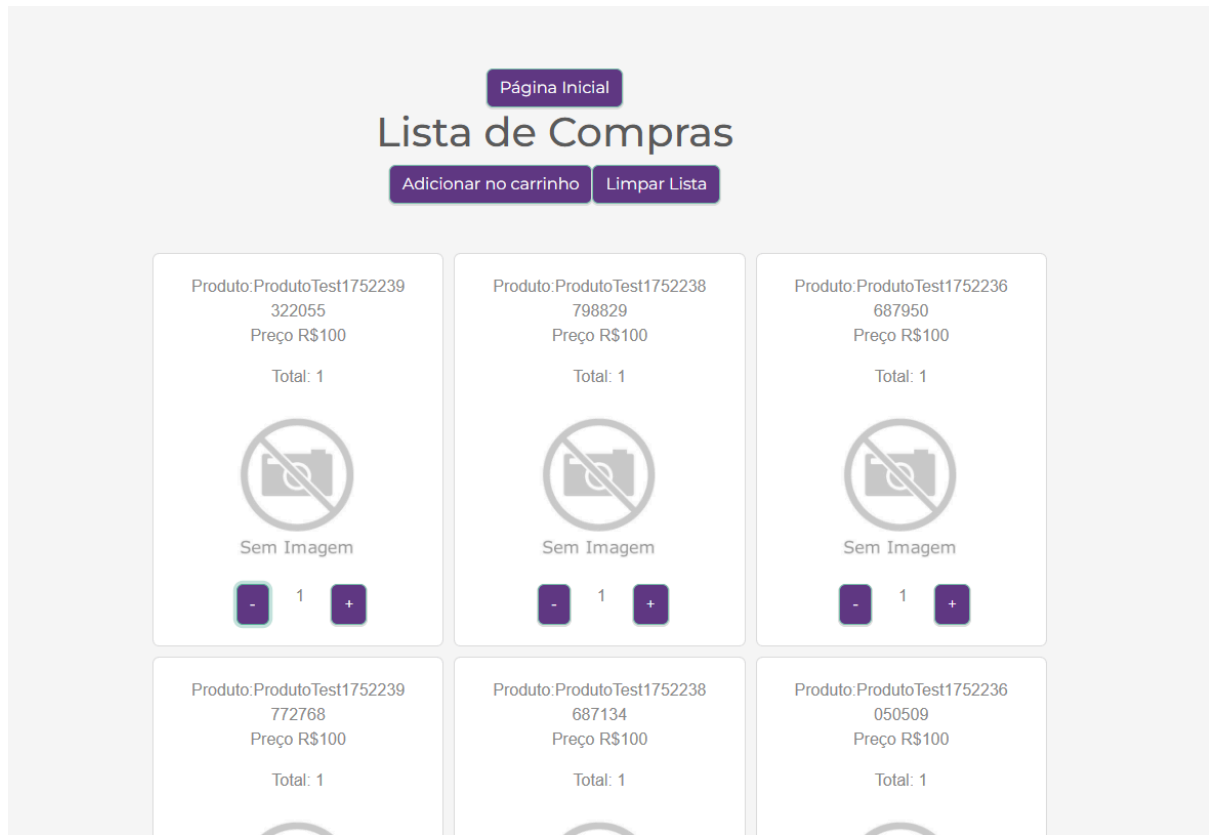 Página Inicial
Lista de Compras
Adicionar no carrinho Limpar Lista
Produto:ProdutoTest1752239
322055
Preço R$100
Total: 1
Sem Imagem
- 1 +
Produto:ProdutoTest1752238
798829
Preço R$100
Total: 1
Sem Imagem
- 1 +
Produto:ProdutoTest1752236
687950
Preço R$100
Total: 1
Sem Imagem
- 1 +
Produto:ProdutoTest1752239
772768
Preço R$100
Total: 1
Produto:ProdutoTest1752238
687134
Preço R$100
Total: 1
Produto:ProdutoTest1752236
050509
Preço R$100
Total: 1